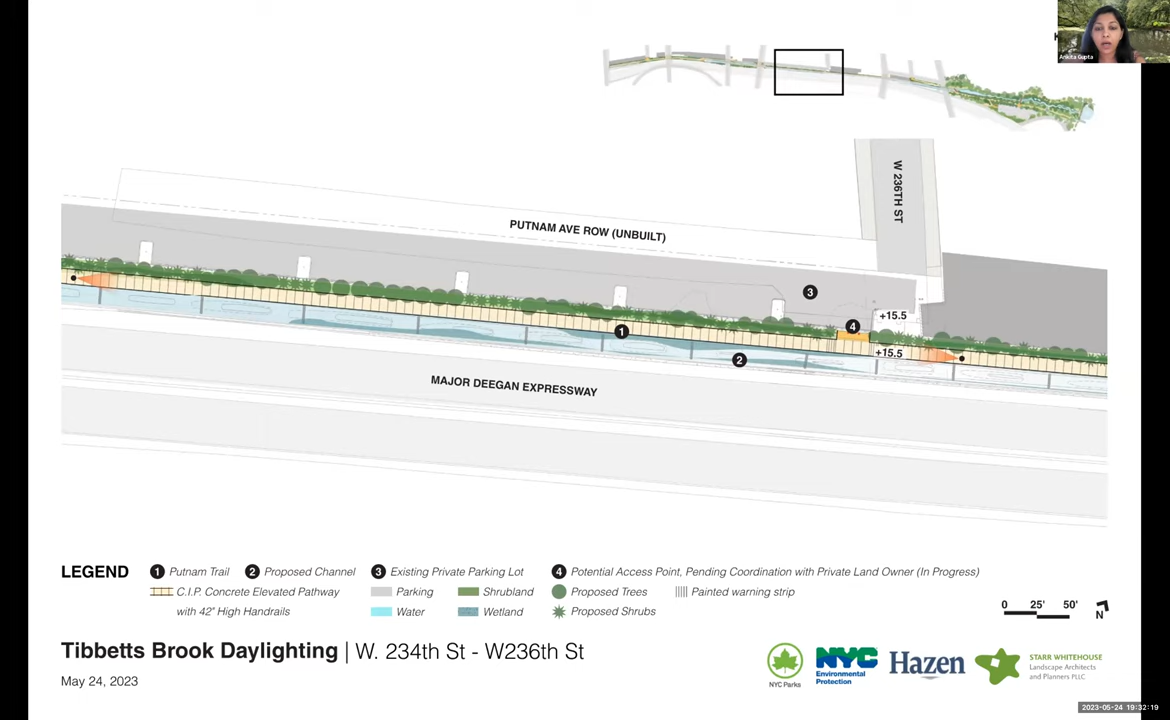 Ankita Gupta
W 236TH ST
PUTNAM AVE ROW (UNBUILT)
3
+15.5
4
1
+15.5
2
MAJOR DEEGAN EXPRESSWAY
LEGEND
1 Putnam Trail
2 Proposed Channel
3 Existing Private Parking Lot
4 Potential Access Point, Pending Coordination with Private Land Owner (In Progress)
C.I.P. Concrete Elevated Pathway
with 42" High Handrails
Parking
Shrubland
Proposed Trees
Painted warning strip
Water
Wetland
Proposed Shrubs
0 25' 50'
N
Tibbetts Brook Daylighting | W. 234th St - W236th St
May 24, 2023
NYC Parks
NYC
Environmental
Protection
Hazen
STARR WHITEHOUSE
Landscape Architects
and Planners PLLC
2023-05-24 19:32:19